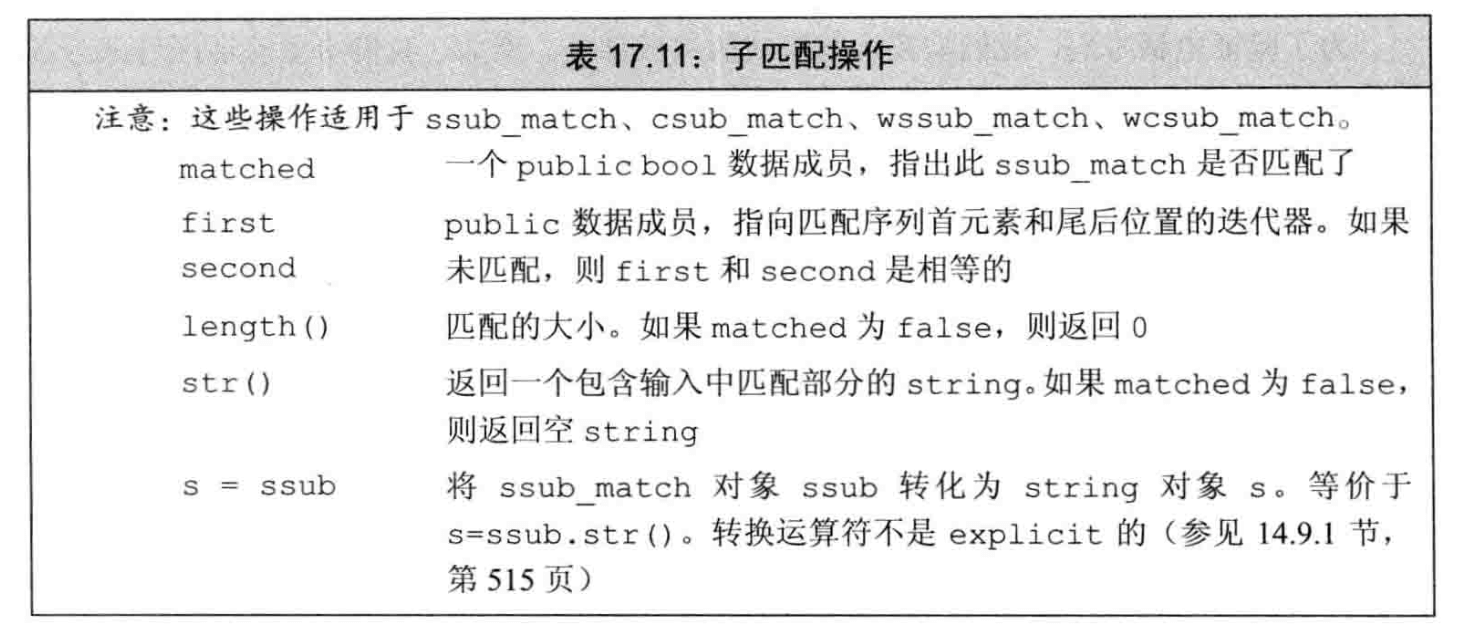 表 17.11：子匹配操作
注意：这些操作适用于 ssub_match、csub_match、wssub_match、wcsub_match。
matched 一个 public bool 数据成员，指出此 ssub_match 是否匹配了
first public 数据成员，指向匹配序列首元素和尾后位置的迭代器。如果
second 未匹配，则 first 和 second 是相等的
length() 匹配的大小。如果 matched 为 false，则返回 0
str() 返回一个包含输入中匹配部分的 string。如果 matched 为 false，
则返回空 string
s = ssub 将 ssub_match 对象 ssub 转化为 string 对象 s。等价于
s=ssub.str()。转换运算符不是 explicit 的（参见 14.9.1 节，
第 515 页）